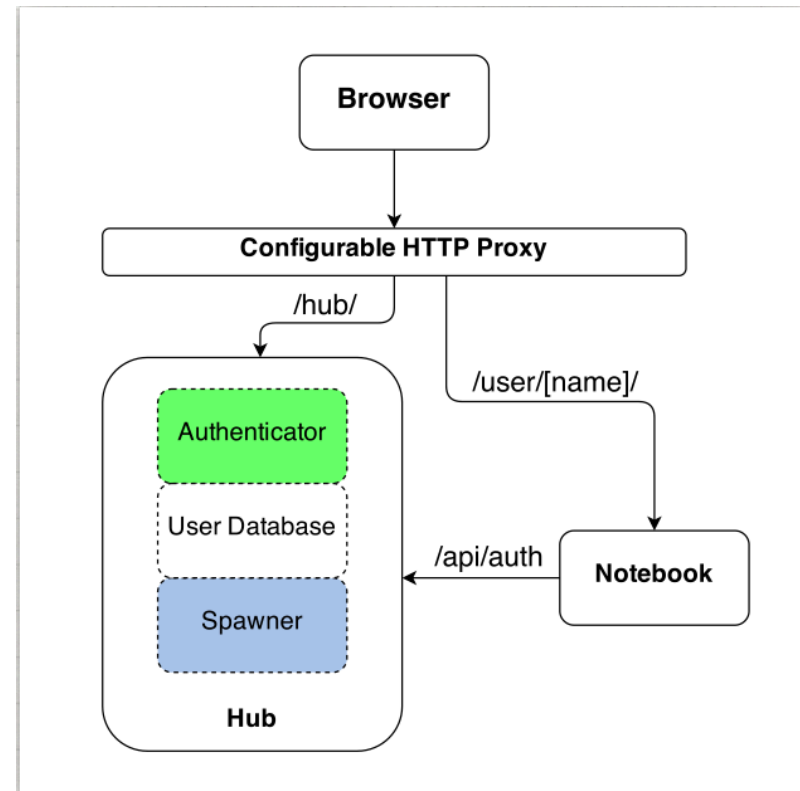 Browser
Configurable HTTP Proxy
/hub/
/user/[name]/
Authenticator
User Database
/api/auth
Notebook
Spawner
Hub